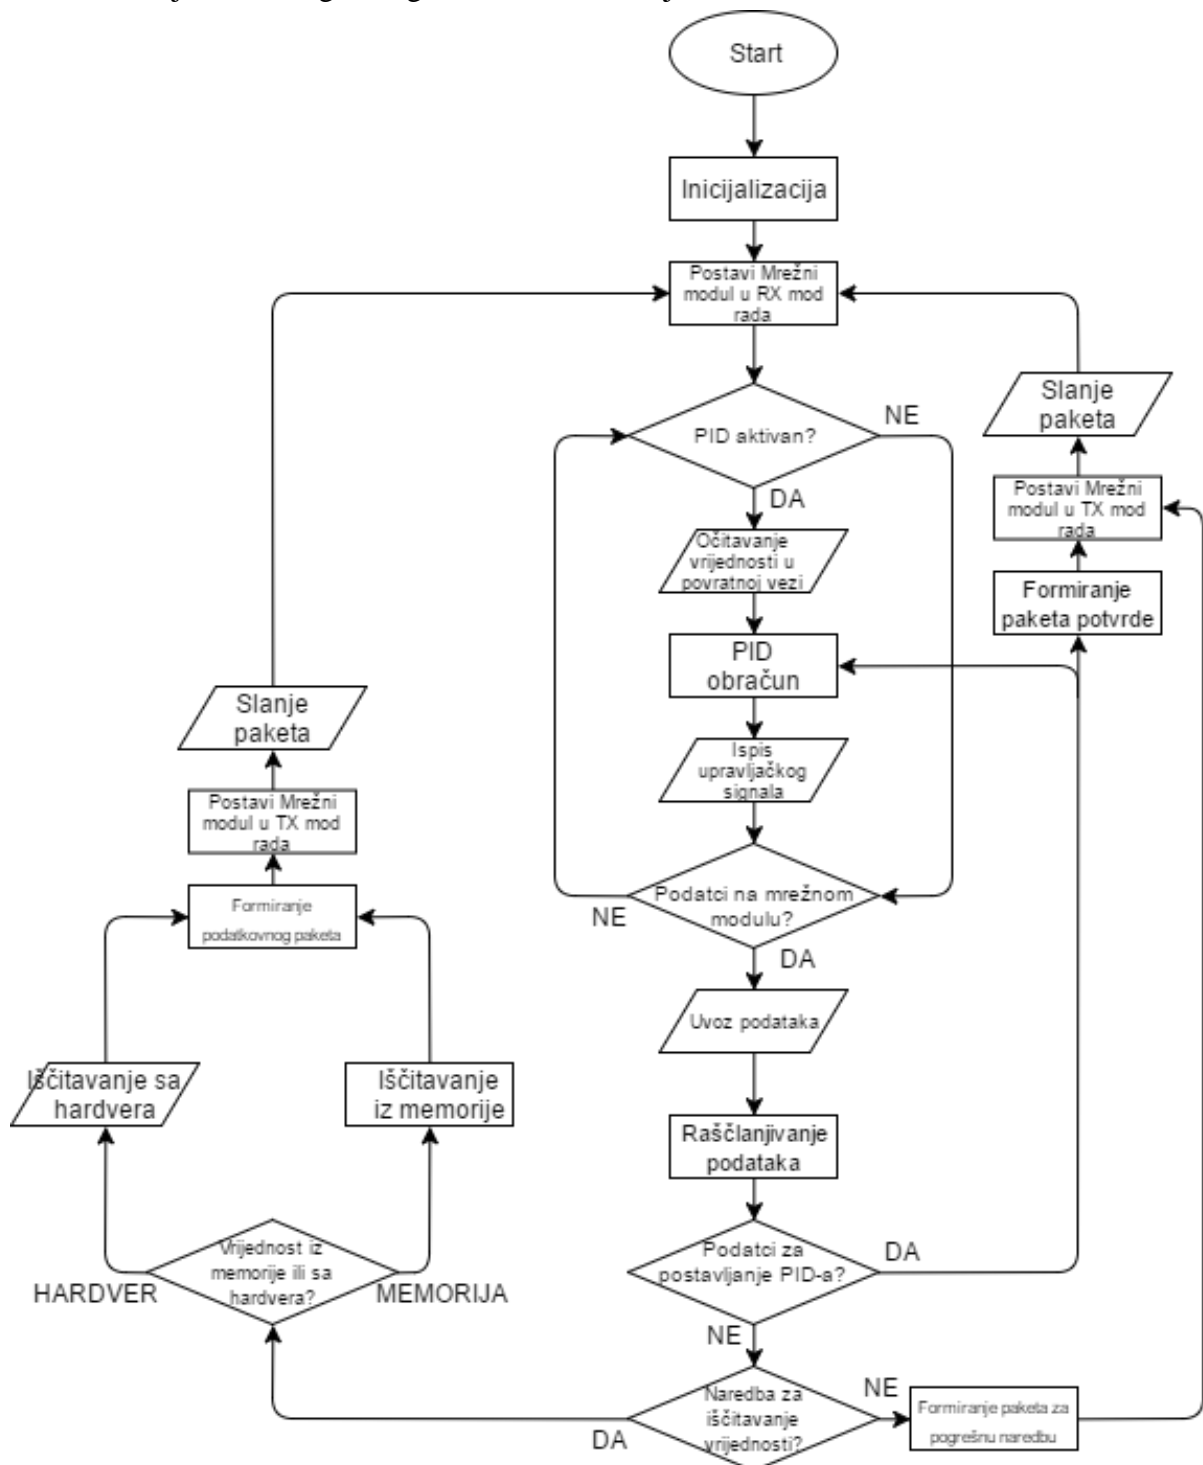 Start
Inicijalizacija
Postavi Mrežni
modul u RX mod
rada
PID aktivan?
NE
DA
Očitavanje
vrijednosti u
povratnoj vezi
PID
obračun
Ispis
upravljačkog
signala
Podatci na mrežnom
modulu?
NE
DA
Uvoz podataka
Raščlanjivanje
podataka
Podatci za
postavljanje PID-a?
DA
NE
Naredba za
iščitavanje
vrijednosti?
NE
DA
Formiranje paketa za
pogrešnu naredbu
Slanje
paketa
Postavi Mrežni
modul u TX mod
rada
Formiranje
paketa potvrde
Slanje
paketa
Postavi Mrežni
modul u TX mod
rada
Formiranje
podatkovnog paketa
Iščitavanje sa
hardvera
Iščitavanje
iz memorije
Vrijednost iz
memorije ili sa
hardvera?
HARDVER
MEMORIJA